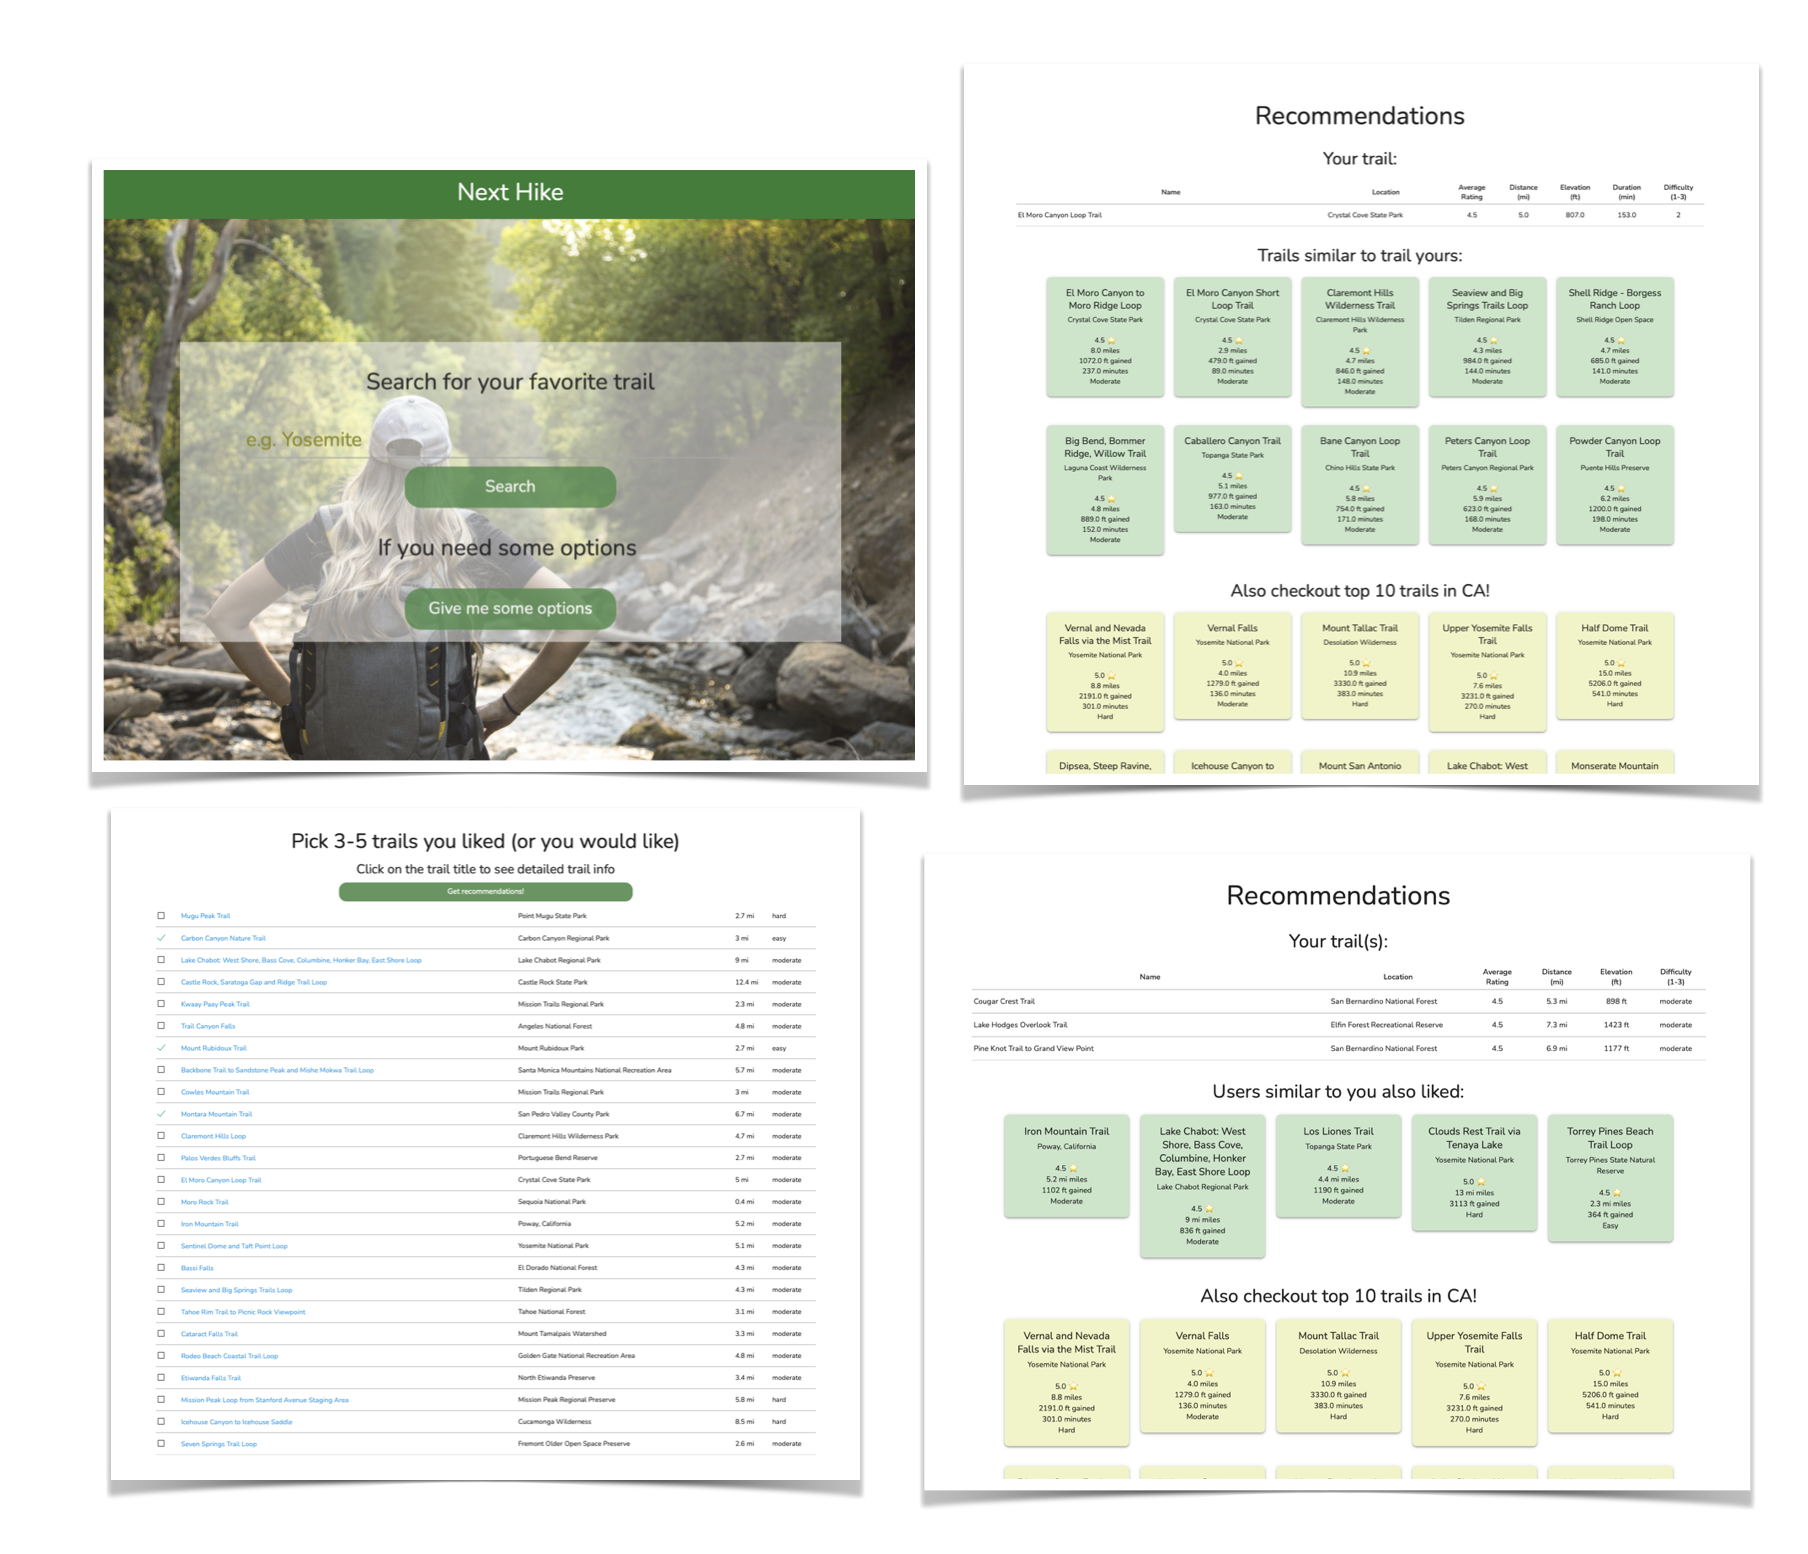 Next Hike
Search for your favorite trail
e.g. Yosemite
Search
If you need some options
Give me some options
Recommendations
Your trail:
Name Location Average Rating Distance (mi) Elevation (ft) Duration (min) Difficulty (1-3)
El Moro Canyon Loop Trail Crystal Cove State Park 4.5 5.0 807.0 153.0 2
Trails similar to trail yours:
El Moro Canyon to
Moro Ridge Loop
Crystal Cove State Park
4.5
8.0 miles
1072.0 ft gained
237.0 minutes
Moderate
El Moro Canyon Short
Loop Trail
Crystal Cove State Park
4.5
2.9 miles
479.0 ft gained
89.0 minutes
Moderate
Claremont Hills
Wilderness Trail
Claremont Hills Wilderness
Park
4.5
4.7 miles
846.0 ft gained
148.0 minutes
Moderate
Seaview and Big
Springs Trails Loop
Tilden Regional Park
4.5
4.3 miles
984.0 ft gained
144.0 minutes
Moderate
Shell Ridge - Borgess
Ranch Loop
Shell Ridge Open Space
4.5
4.7 miles
685.0 ft gained
141.0 minutes
Moderate
Big Bend, Bommer
Ridge, Willow Trail
Laguna Coast Wilderness
Park
4.5
4.8 miles
889.0 ft gained
152.0 minutes
Moderate
Caballero Canyon Trail
Topanga State Park
4.5
5.1 miles
977.0 ft gained
163.0 minutes
Moderate
Bane Canyon Loop
Trail
Chino Hills State Park
4.5
5.8 miles
754.0 ft gained
171.0 minutes
Moderate
Peters Canyon Loop
Trail
Peters Canyon Regional Park
4.5
5.9 miles
623.0 ft gained
168.0 minutes
Moderate
Powder Canyon Loop
Trail
Puente Hills Preserve
4.5
6.2 miles
1200.0 ft gained
198.0 minutes
Moderate
Also checkout top 10 trails in CA!
Vernal and Nevada
Falls via the Mist Trail
Yosemite National Park
5.0
8.8 miles
2191.0 ft gained
301.0 minutes
Hard
Vernal Falls
Yosemite National Park
5.0
4.0 miles
1279.0 ft gained
136.0 minutes
Moderate
Mount Tallac Trail
Desolation Wilderness
5.0
10.9 miles
3330.0 ft gained
383.0 minutes
Hard
Upper Yosemite Falls
Trail
Yosemite National Park
5.0
7.6 miles
3231.0 ft gained
270.0 minutes
Hard
Half Dome Trail
Yosemite National Park
5.0
15.0 miles
5206.0 ft gained
541.0 minutes
Hard
Dipsea, Steep Ravine,
Icehouse Canyon to
Mount San Antonio
Lake Chabot: West
Monserate Mountain
Pick 3-5 trails you liked (or you would like)
Click on the trail title to see detailed trail info
Get recommendations!
Mugu Peak Trail Point Mugu State Park 2.7 mi hard
Carbon Canyon Nature Trail Carbon Canyon Regional Park 3 mi easy
Lake Chabot: West Shore, Bass Cove, Columbine, Honker Bay, East Shore Loop Lake Chabot Regional Park 9 mi moderate
Castle Rock, Saratoga Gap and Ridge Trail Loop Castle Rock State Park 12.4 mi moderate
Kwaay Paay Peak Trail Mission Trails Regional Park 2.3 mi moderate
Trail Canyon Falls Angeles National Forest 4.8 mi moderate
Mount Rubidoux Trail Mount Rubidoux Park 2.7 mi easy
Backbone Trail to Sandstone Peak and Mishe Mokwa Trail Loop Santa Monica Mountains National Recreation Area 5.7 mi moderate
Cowles Mountain Trail Mission Trails Regional Park 3 mi moderate
Montara Mountain Trail San Pedro Valley County Park 6.7 mi moderate
Claremont Hills Loop Claremont Hills Wilderness Park 4.7 mi moderate
Palos Verdes Bluffs Trail Portuguese Bend Reserve 2.7 mi moderate
El Moro Canyon Loop Trail Crystal Cove State Park 5 mi moderate
Moro Rock Trail Sequoia National Park 0.4 mi moderate
Iron Mountain Trail Poway, California 5.2 mi moderate
Sentinel Dome and Taft Point Loop Yosemite National Park 5.1 mi moderate
Bassi Falls El Dorado National Forest 4.3 mi moderate
Seaview and Big Springs Trails Loop Tilden Regional Park 4.3 mi moderate
Tahoe Rim Trail to Picnic Rock Viewpoint Tahoe National Forest 3.1 mi moderate
Cataract Falls Trail Mount Tamalpais Watershed 3.3 mi moderate
Rodeo Beach Coastal Trail Loop Golden Gate National Recreation Area 4.8 mi moderate
Etiwanda Falls Trail North Etiwanda Preserve 3.4 mi moderate
Mission Peak Loop from Stanford Avenue Staging Area Mission Peak Regional Preserve 5.8 mi hard
Icehouse Canyon to Icehouse Saddle Cucamonga Wilderness 8.5 mi hard
Seven Springs Trail Loop Fremont Older Open Space Preserve 2.6 mi moderate
Recommendations
Your trail(s):
Name Location Average Rating Distance (mi) Elevation (ft) Difficulty (1-3)
Cougar Crest Trail San Bernardino National Forest 4.5 5.3 mi 898 ft moderate
Lake Hodges Overlook Trail Elfin Forest Recreational Reserve 4.5 7.3 mi 1423 ft moderate
Pine Knot Trail to Grand View Point San Bernardino National Forest 4.5 6.9 mi 1177 ft moderate
Users similar to you also liked:
Iron Mountain Trail
Poway, California
4.5
5.2 mi miles
1102 ft gained
Moderate
Lake Chabot: West
Shore, Bass Cove,
Columbine, Honker
Bay, East Shore Loop
Lake Chabot Regional Park
4.5
9 mi miles
836 ft gained
Moderate
Los Liones Trail
Topanga State Park
4.5
4.4 mi miles
1190 ft gained
Moderate
Clouds Rest Trail via
Tenaya Lake
Yosemite National Park
5.0
13 mi miles
3113 ft gained
Hard
Torrey Pines Beach
Trail Loop
Torrey Pines State Natural
Reserve
4.5
2.3 mi miles
364 ft gained
Easy
Also checkout top 10 trails in CA!
Vernal and Nevada
Falls via the Mist Trail
Yosemite National Park
5.0
8.8 miles
2191.0 ft gained
301.0 minutes
Hard
Vernal Falls
Yosemite National Park
5.0
4.0 miles
1279.0 ft gained
136.0 minutes
Moderate
Mount Tallac Trail
Desolation Wilderness
5.0
10.9 miles
3330.0 ft gained
383.0 minutes
Hard
Upper Yosemite Falls
Trail
Yosemite National Park
5.0
7.6 miles
3231.0 ft gained
270.0 minutes
Hard
Half Dome Trail
Yosemite National Park
5.0
15.0 miles
5206.0 ft gained
541.0 minutes
Hard